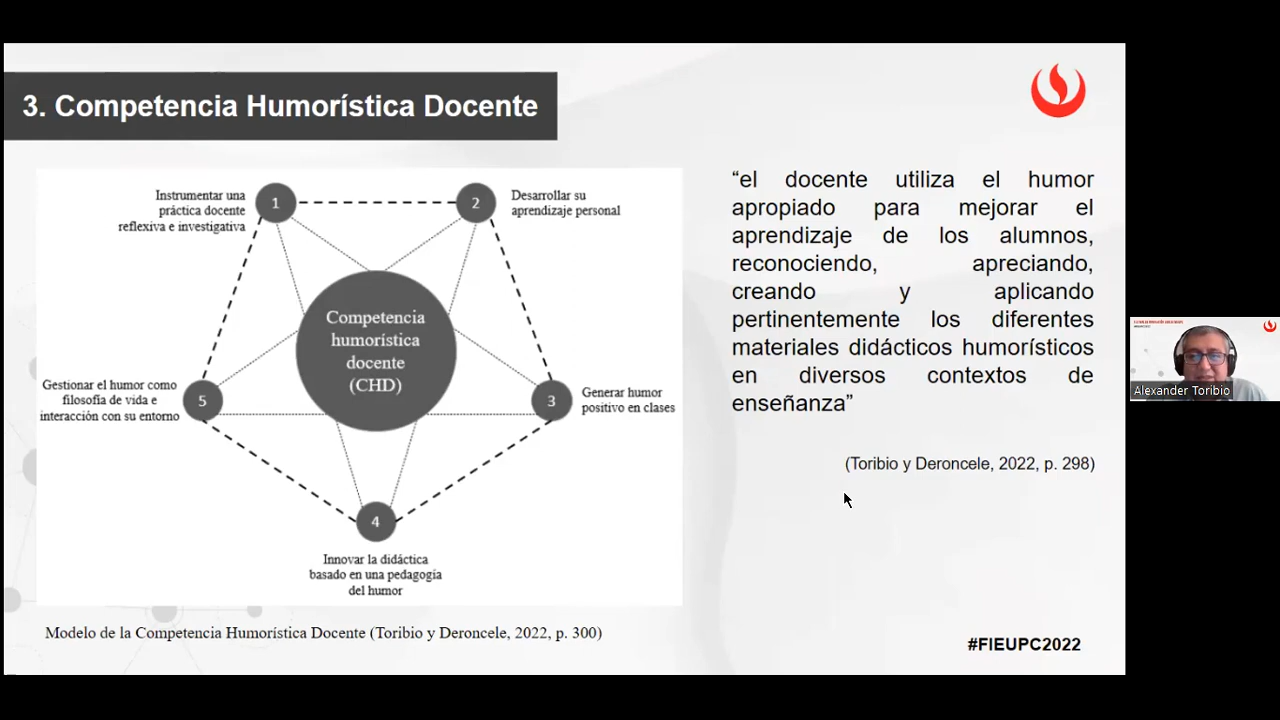 3. Competencia Humorística Docente
Instrumentar una
práctica docente
reflexiva e investigativa
1
2
Desarrollar su
aprendizaje personal
Competencia
humorística
docente
(CHD)
Gestionar el humor como
filosofía de vida e
interacción con su entorno
5
3
Generar humor
positivo en clases
4
Innovar la didáctica
basado en una pedagogía
del humor
Modelo de la Competencia Humorística Docente (Toribio y Deroncele, 2022, p. 300)
“el docente utiliza el humor
apropiado para mejorar el
aprendizaje de los alumnos,
reconociendo, apreciando,
creando y aplicando
pertinentemente los diferentes
materiales didácticos humorísticos
en diversos contextos de
enseñanza”
(Toribio y Deroncele, 2022, p. 298)
#FIEUPC2022
Alexander Toribio